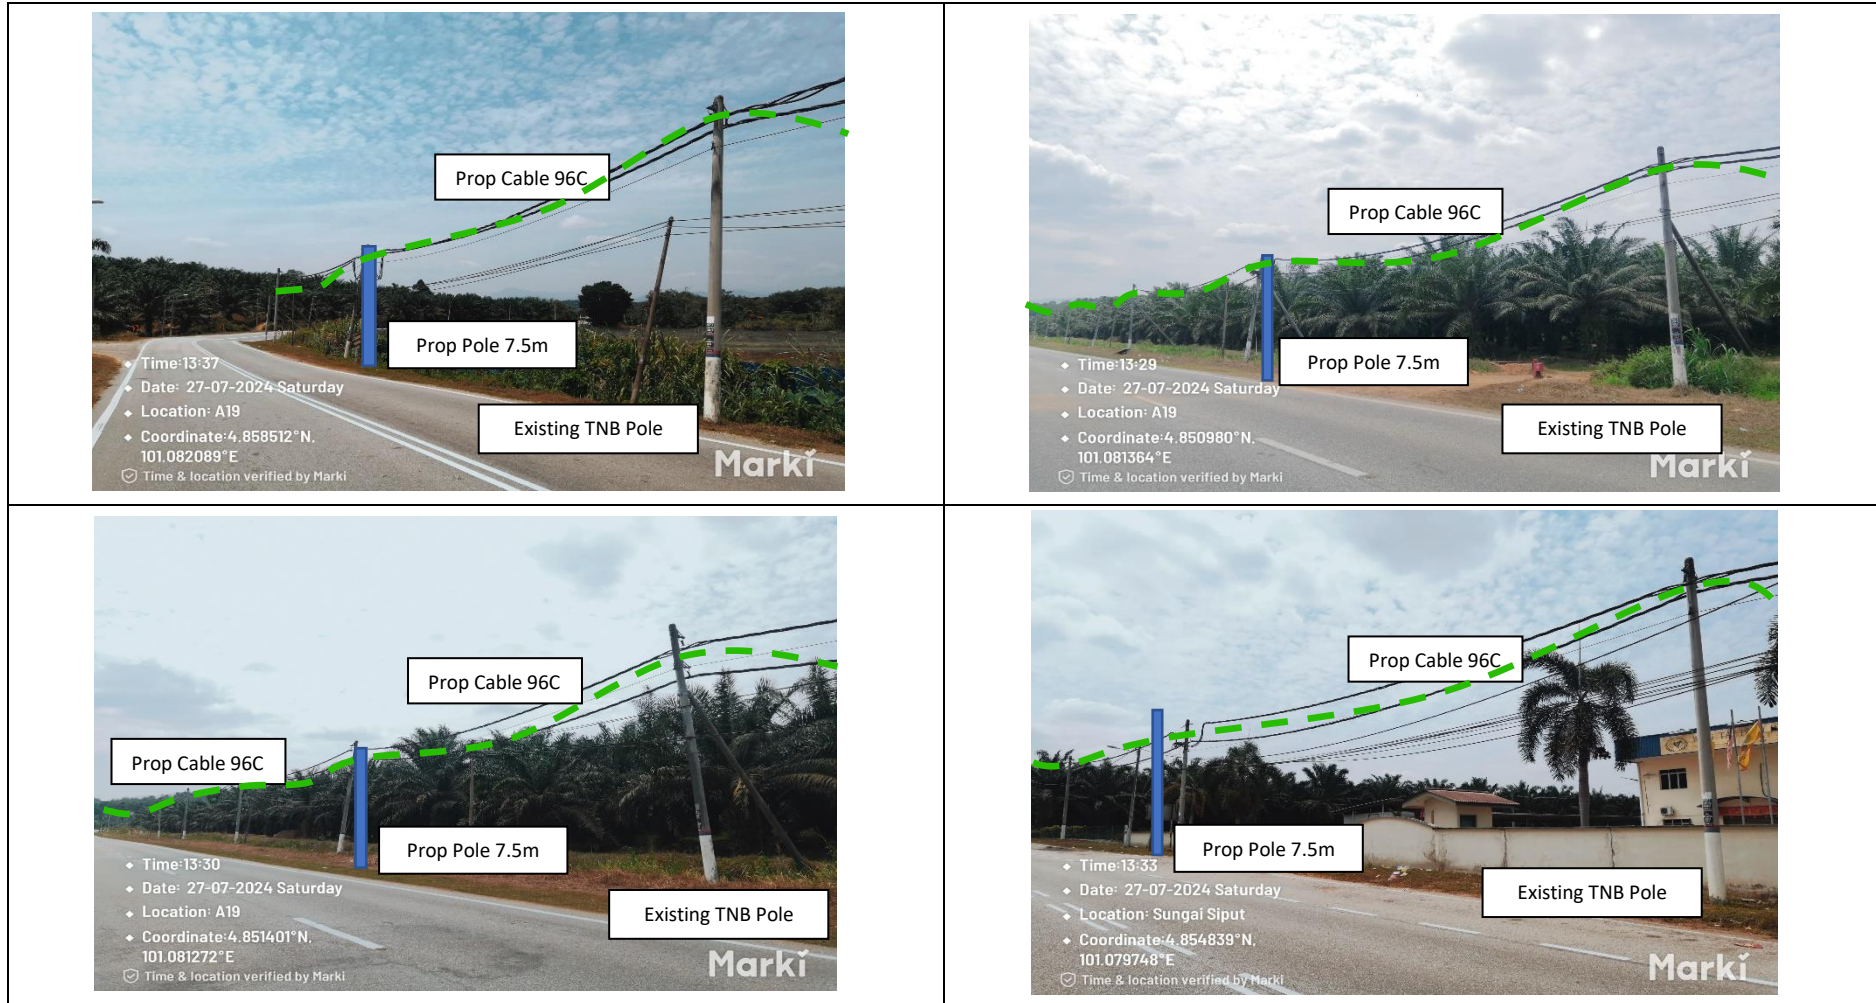 Prop Cable 96C
Prop Pole 7.5m
Existing TNB Pole
Time:13:37
Date: 27-07-2024 Saturday
Location: A19
Coordinate:4.858512°N,
101.082089°E
Time & location verified by Marki
Marki
Prop Cable 96C
Prop Pole 7.5m
Existing TNB Pole
Time:13:29
Date: 27-07-2024 Saturday
Location: A19
Coordinate:4.850980°N,
101.081364°E
Time & location verified by Marki
Marki
Prop Cable 96C
Prop Cable 96C
Prop Pole 7.5m
Existing TNB Pole
Time:13:30
Date: 27-07-2024 Saturday
Location: A19
Coordinate:4.851401°N,
101.081272°E
Time & location verified by Marki
Marki
Prop Cable 96C
Prop Pole 7.5m
Existing TNB Pole
Time:13:33
Date: 27-07-2024 Saturday
Location: Sungai Siput
Coordinate:4.854839°N,
101.079748°E
Time & location verified by Marki
Marki